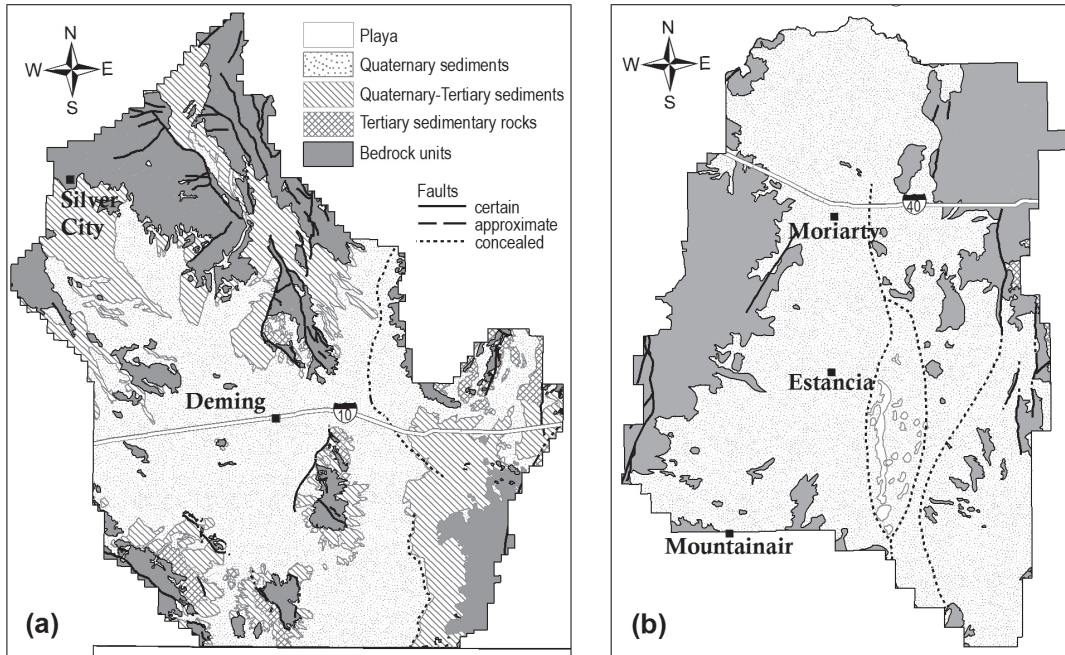 N
W E
S
Playa
Quaternary sediments
Quaternary-Tertiary sediments
Tertiary sedimentary rocks
Bedrock units
Faults
certain
approximate
concealed
Silver
City
Deming
10
(a)
N
W E
S
40
Moriarty
Estancia
Mountainair
(b)